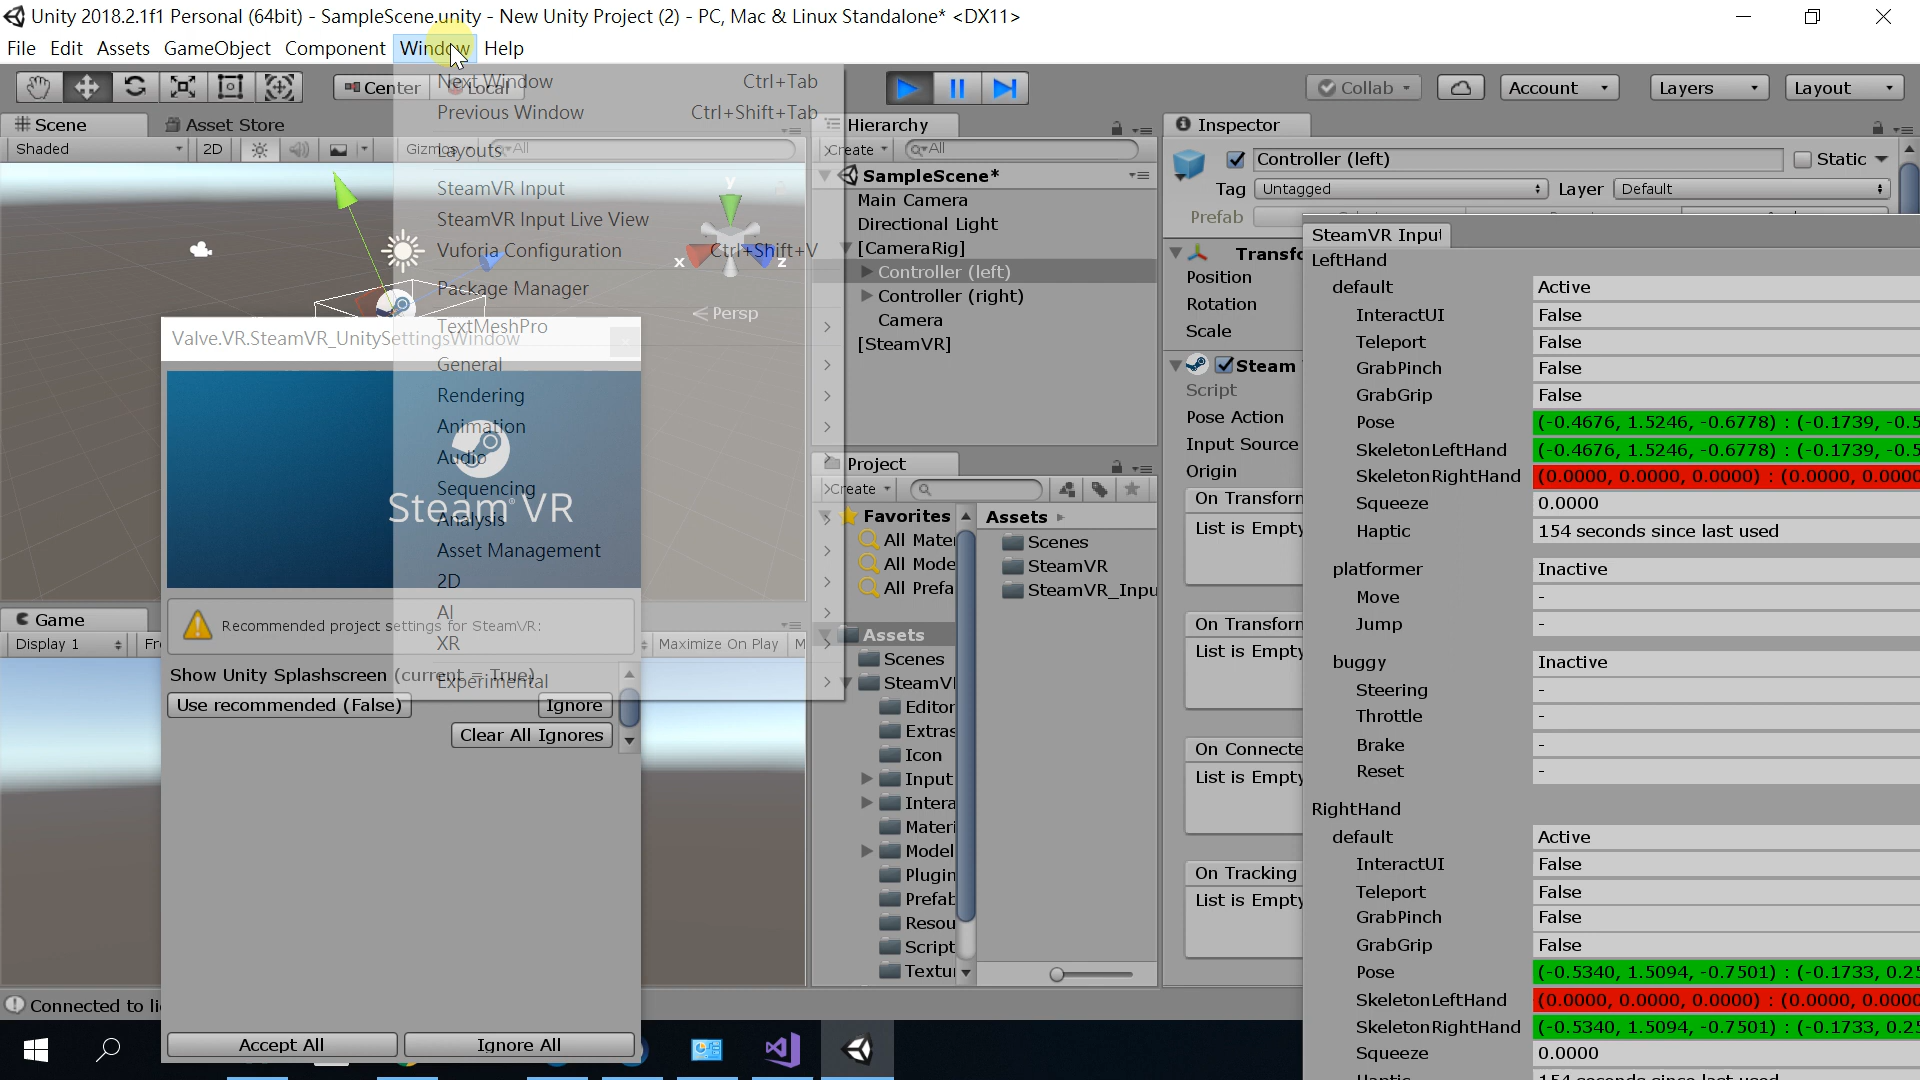 Unity 2018.2.1f1 Personal (64bit) - SampleScene.unity - New Unity Project (2) - PC, Mac & Linux Standalone* <DX11>
File Edit Assets GameObject Component Window Help
Center Local
Collab Account Layers Layout
Next Window Ctrl+Tab
Previous Window Ctrl+Shift+Tab
Layouts
SteamVR Input
SteamVR Input Live View
Vuforia Configuration Ctrl+Shift+V
Package Manager
TextMeshPro
General
Rendering
Animation
Audio
Sequencing
Analysis
Asset Management
2D
AI
XR
Experimental
Scene Asset Store
Shaded 2D Gizmos All
y
x z
Persp
Valve.VR.SteamVR_UnitySettingsWindow
Steam VR
Recommended project settings for SteamVR:
Show Unity Splashscreen (current = True)
Use recommended (False) Ignore
Clear All Ignores
Accept All Ignore All
Game
Display 1 Maximize On Play
Hierarchy
Create All
SampleScene*
Main Camera
Directional Light
[CameraRig]
Controller (left)
Controller (right)
Camera
[SteamVR]
Project
Create
Favorites
All Mate
All Mode
All Prefa
Assets
Scenes
SteamVI
Editor
Extras
Icon
Input
Intera
Materi
Model
Plugin
Prefab
Resou
Script
Textu
Assets
Scenes
SteamVR
SteamVR_Inpu
Inspector
Controller (left) Static
Tag Untagged Layer Default
Prefab
Transfo
Position
Rotation
Scale
Steam
Script
Pose Action
Input Source
Origin
On Transforn
List is Empty
On Transforn
List is Empty
On Connecte
List is Empty
On Tracking
List is Empty
SteamVR Input
LeftHand
default Active
InteractUI False
Teleport False
GrabPinch False
GrabGrip False
Pose (-0.4676, 1.5246, -0.6778) : (-0.1739, -0.5
SkeletonLeftHand (-0.4676, 1.5246, -0.6778) : (-0.1739, -0.5
SkeletonRightHand (0.0000, 0.0000, 0.0000) : (0.0000, 0.0000
Squeeze 0.0000
Haptic 154 seconds since last used
platformer Inactive
Move -
Jump -
buggy Inactive
Steering -
Throttle -
Brake -
Reset -
RightHand
default Active
InteractUI False
Teleport False
GrabPinch False
GrabGrip False
Pose (-0.5340, 1.5094, -0.7501) : (-0.1733, 0.25
SkeletonLeftHand (0.0000, 0.0000, 0.0000) : (0.0000, 0.0000
SkeletonRightHand (-0.5340, 1.5094, -0.7501) : (-0.1733, 0.25
Squeeze 0.0000
Connected to li